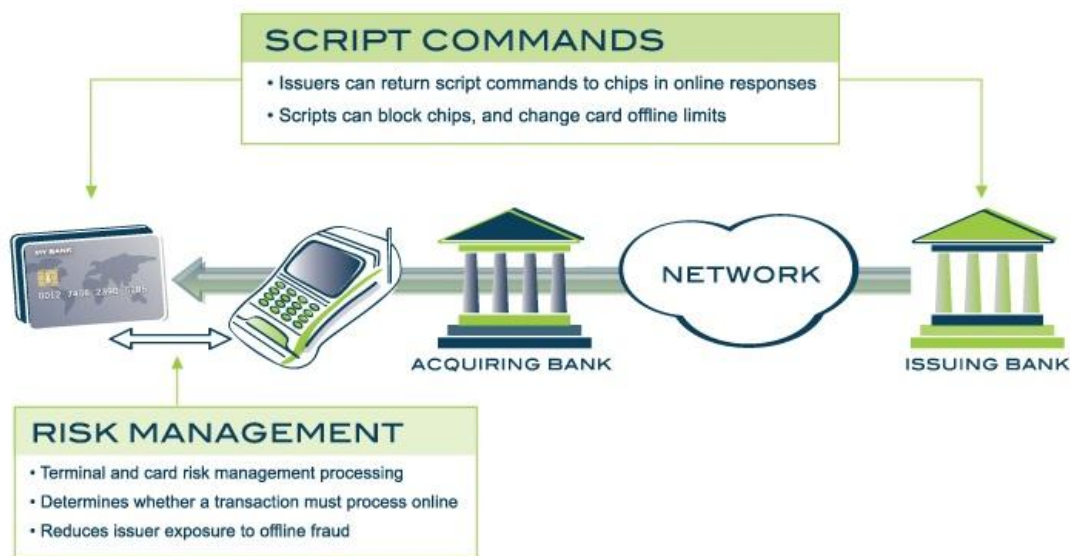 SCRIPT COMMANDS
• Issuers can return script commands to chips in online responses
• Scripts can block chips, and change card offline limits
MY BANK
NETWORK
ACQUIRING BANK
ISSUING BANK
RISK MANAGEMENT
• Terminal and card risk management processing
• Determines whether a transaction must process online
• Reduces issuer exposure to offline fraud